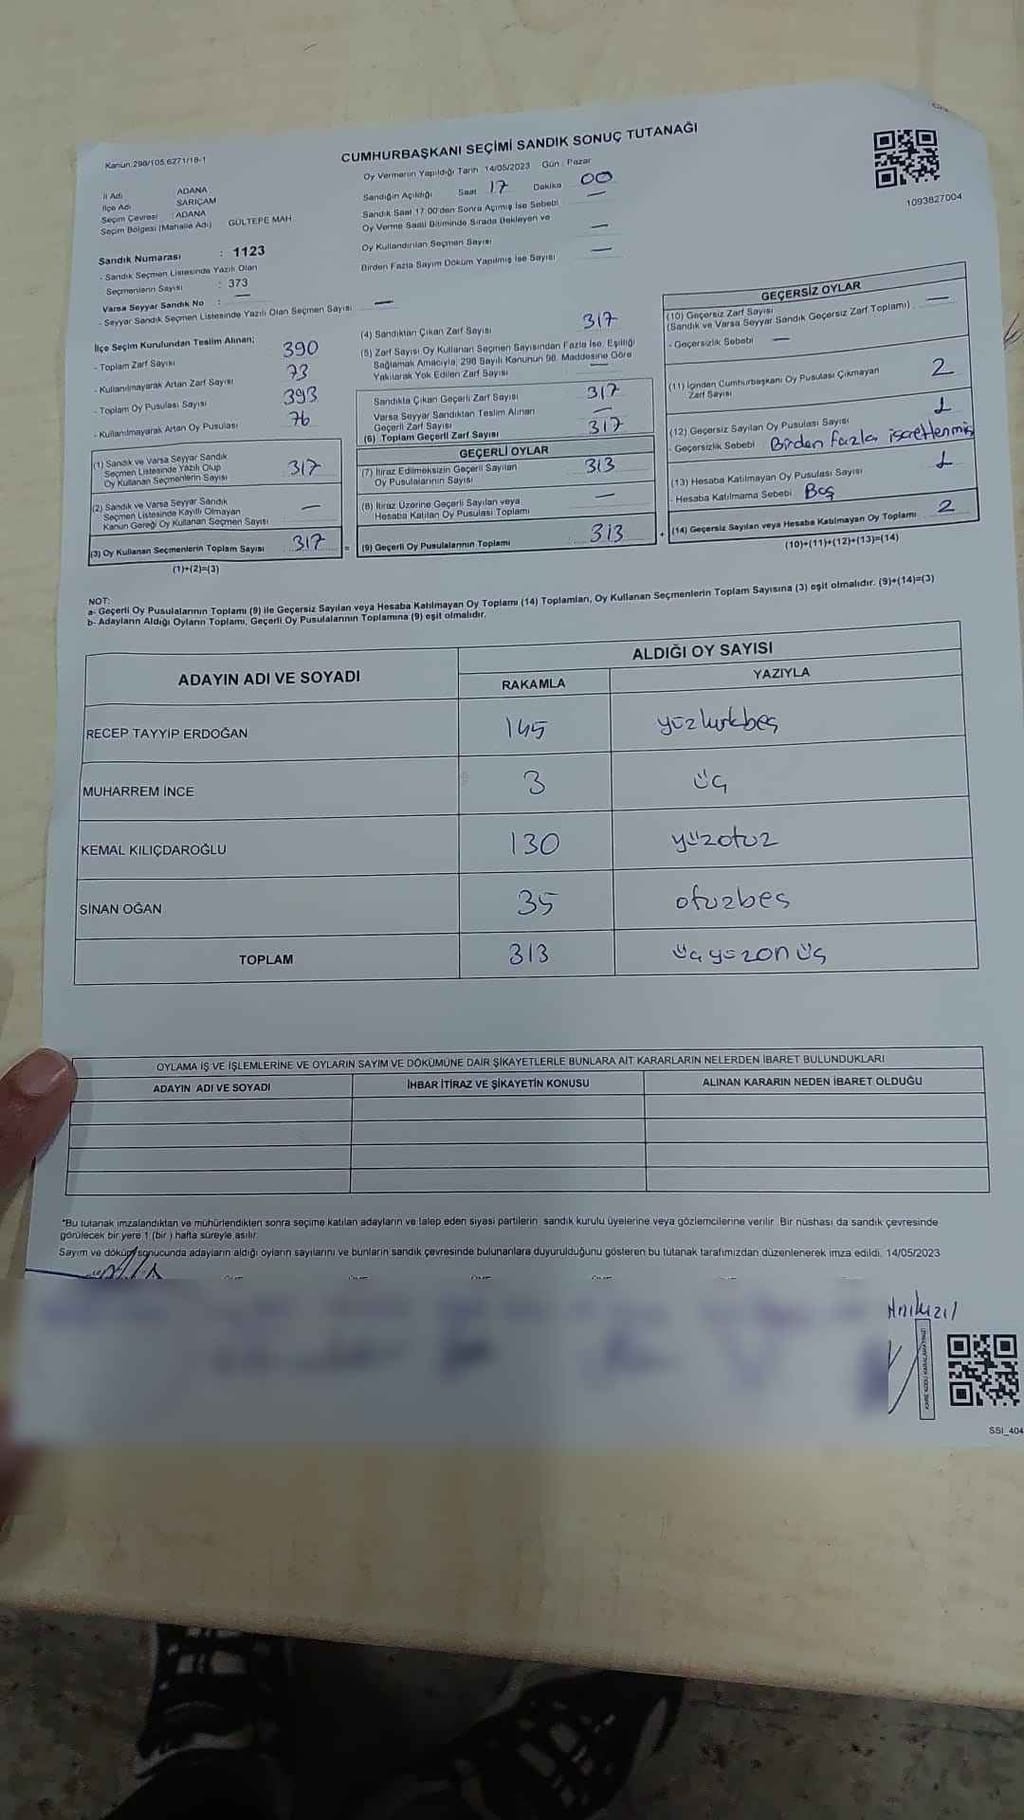 Kanun:298/105.6271/18-1
CUMHURBAŞKANI SEÇİMİ SANDIK SONUÇ TUTANAĞI
1093827004
İl Adı ADANA
İlçe Adı SARIÇAM
Seçim Çevresi : ADANA
Seçim Bölgesi (Mahalle Adı) GÜLTEPE MAH
Sandık Numarası : 1123
- Sandık Seçmen Listesinde Yazılı Olan
Seçmenlerin Sayısı : 373
Varsa Seyyar Sandık No : —
- Seyyar Sandık Seçmen Listesinde Yazılı Olan Seçmen Sayısı —
Oy Vermenin Yapıldığı Tarih 14/05/2023 Gün : Pazar
Sandığın Açıldığı Saat 17 Dakika 00
Sandık Saat 17.00'den Sonra Açılmış İse Sebebi —
Oy Verme Saati Bitiminde Sırada Bekleyen ve
Oy Kullandırılan Seçmen Sayısı —
Birden Fazla Sayım Döküm Yapılmış İse Sayısı —
İlçe Seçim Kurulundan Teslim Alınan;
- Toplam Zarf Sayısı 390
- Kullanılmayarak Artan Zarf Sayısı 73
- Toplam Oy Pusulası Sayısı 393
- Kullanılmayarak Artan Oy Pusulası 76
(1) Sandık ve Varsa Seyyar Sandık
Seçmen Listesinde Yazılı Olup
Oy Kullanan Seçmenlerin Sayısı 317
(2) Sandık ve Varsa Seyyar Sandık
Seçmen Listesinde Kayıtlı Olmayan
Kanun Gereği Oy Kullanan Seçmen Sayısı —
(3) Oy Kullanan Seçmenlerin Toplam Sayısı 317
(1)+(2)=(3)
(4) Sandıktan Çıkan Zarf Sayısı 317
(5) Zarf Sayısı Oy Kullanan Seçmen Sayısından Fazla İse, Eşitliği
Sağlamak Amacıyla; 298 Sayılı Kanunun 98. Maddesine Göre
Yakılarak Yok Edilen Zarf Sayısı —
Sandıkta Çıkan Geçerli Zarf Sayısı 317
Varsa Seyyar Sandıktan Teslim Alınan
Geçerli Zarf Sayısı —
(6) Toplam Geçerli Zarf Sayısı 317
GEÇERLİ OYLAR
(7) İtiraz Edilmeksizin Geçerli Sayılan
Oy Pusulalarının Sayısı 313
(8) İtiraz Üzerine Geçerli Sayılan veya
Hesaba Katılan Oy Pusulası Toplamı —
= (9) Geçerli Oy Pusulalarının Toplamı 313
GEÇERSİZ OYLAR
(10) Geçersiz Zarf Sayısı —
(Sandık ve Varsa Seyyar Sandık Geçersiz Zarf Toplamı)
- Geçersizlik Sebebi —
(11) İçinden Cumhurbaşkanı Oy Pusulası Çıkmayan
Zarf Sayısı 2
(12) Geçersiz Sayılan Oy Pusulası Sayısı 1
- Geçersizlik Sebebi Birden fazla işaretlenmiş
(13) Hesaba Katılmayan Oy Pusulası Sayısı 1
- Hesaba Katılmama Sebebi Boş
+ (14) Geçersiz Sayılan veya Hesaba Katılmayan Oy Toplamı 2
(10)+(11)+(12)+(13)=(14)
NOT:
a- Geçerli Oy Pusulalarının Toplamı (9) ile Geçersiz Sayılan veya Hesaba Katılmayan Oy Toplamı (14) Toplamları, Oy Kullanan Seçmenlerin Toplam Sayısına (3) eşit olmalıdır. (9)+(14)=(3)
b- Adayların Aldığı Oyların Toplamı, Geçerli Oy Pusulalarının Toplamına (9) eşit olmalıdır.
ADAYIN ADI VE SOYADI ALDIĞI OY SAYISI
RAKAMLA YAZIYLA
RECEP TAYYİP ERDOĞAN 145 yüzkırkbeş
MUHARREM İNCE 3 üç
KEMAL KILIÇDAROĞLU 130 yüzotuz
SİNAN OĞAN 35 otuzbeş
TOPLAM 313 üçyüzonüç
OYLAMA İŞ VE İŞLEMLERİNE VE OYLARIN SAYIM VE DÖKÜMÜNE DAİR ŞİKAYETLERLE BUNLARA AİT KARARLARIN NELERDEN İBARET BULUNDUKLARI
ADAYIN ADI VE SOYADI İHBAR İTİRAZ VE ŞİKAYETİN KONUSU ALINAN KARARIN NEDEN İBARET OLDUĞU
*Bu tutanak imzalandıktan ve mühürlendikten sonra seçime katılan adayların ve talep eden siyasi partilerin sandık kurulu üyelerine veya gözlemcilerine verilir. Bir nüshası da sandık çevresinde
görülecek bir yere 1 (bir ) hafta süreyle asılır.
Sayım ve döküm sonucunda adayların aldığı oyların sayılarını ve bunların sandık çevresinde bulunanlara duyurulduğunu gösteren bu tutanak tarafımızdan düzenlenerek imza edildi. 14/05/2023
SSI_404